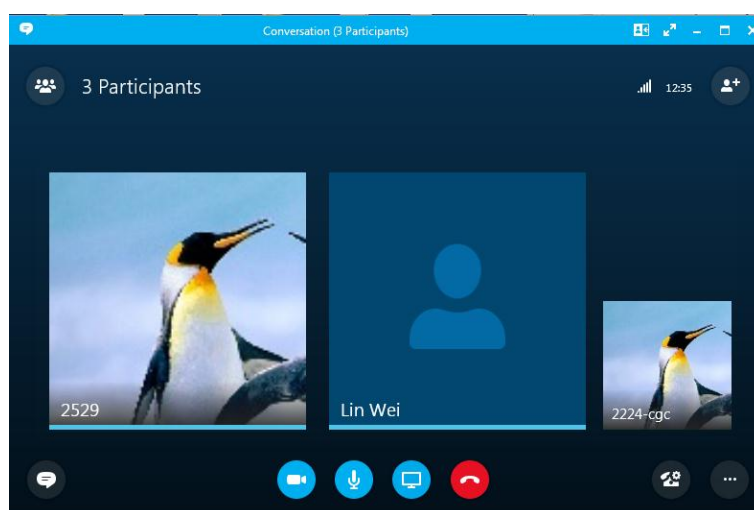 Conversation (3 Participants)
3 Participants
12:35
2529
Lin Wei
2224-cgc